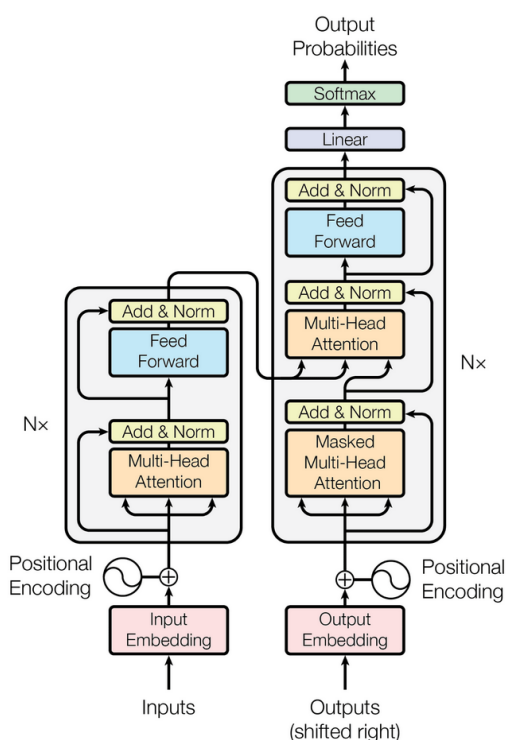 Output
Probabilities
Softmax
Linear
Add & Norm
Feed
Forward
Add & Norm
Multi-Head
Attention
Add & Norm
Masked
Multi-Head
Attention
N×
Add & Norm
Feed
Forward
Add & Norm
Multi-Head
Attention
N×
Positional
Encoding
Positional
Encoding
Input
Embedding
Output
Embedding
Inputs
Outputs
(shifted right)